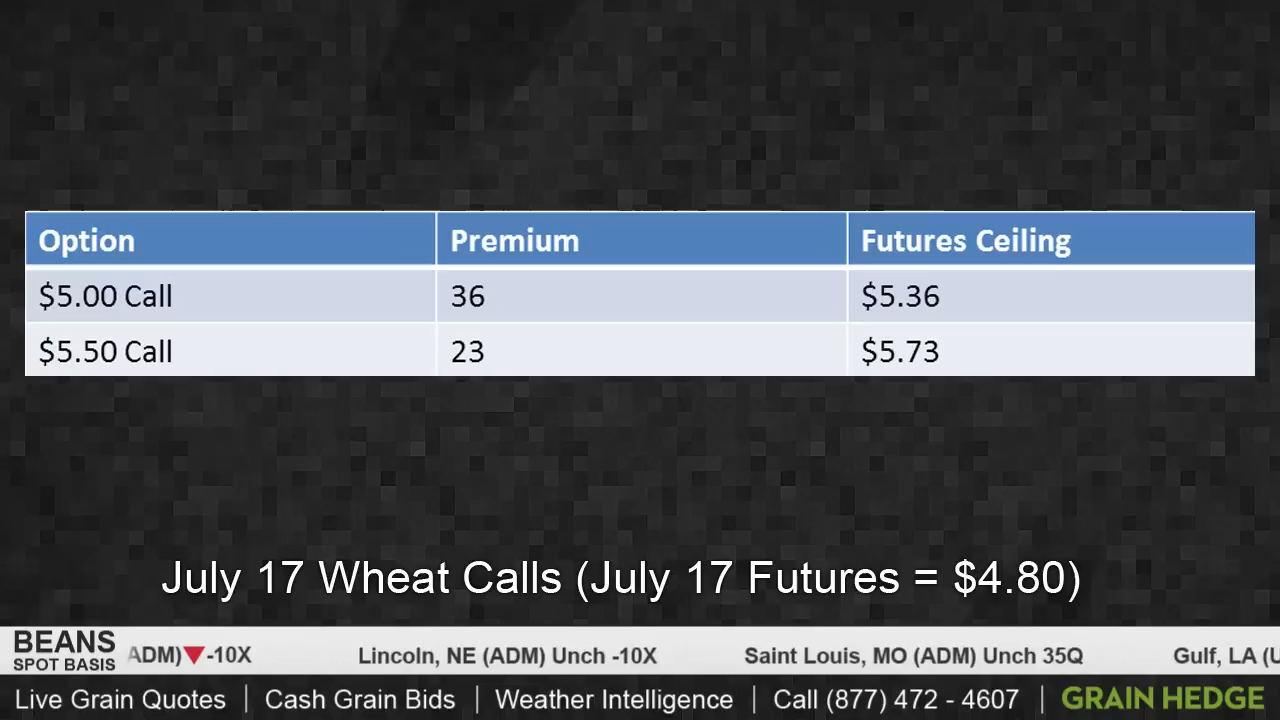 Option Premium Futures Ceiling
$5.00 Call 36 $5.36
$5.50 Call 23 $5.73
July 17 Wheat Calls (July 17 Futures = $4.80)
BEANS
SPOT BASIS
ADM)▼-10X Lincoln, NE (ADM) Unch -10X Saint Louis, MO (ADM) Unch 35Q Gulf, LA (U
Live Grain Quotes | Cash Grain Bids | Weather Intelligence | Call (877) 472 - 4607 | GRAIN HEDGE